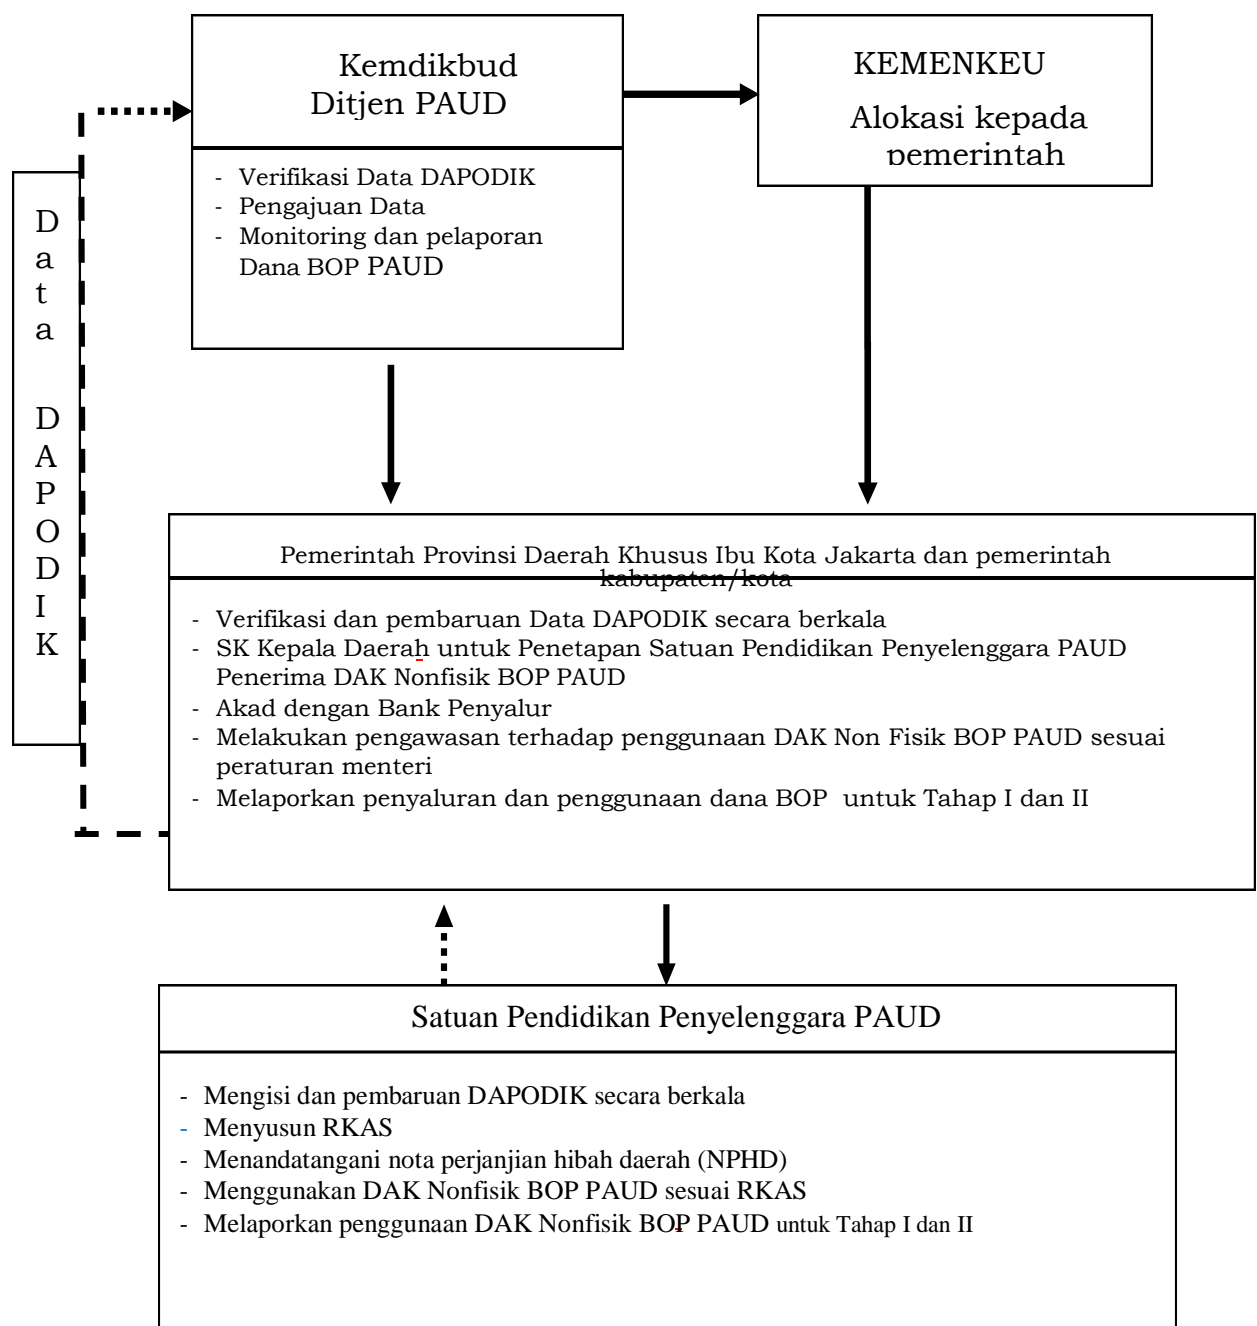 Kemdikbud
Ditjen PAUD
- Verifikasi Data DAPODIK
- Pengajuan Data
- Monitoring dan pelaporan
Dana BOP PAUD
KEMENKEU
Alokasi kepada
pemerintah
Data DAPODIK
Pemerintah Provinsi Daerah Khusus Ibu Kota Jakarta dan pemerintah
kabupaten/kota
- Verifikasi dan pembaruan Data DAPODIK secara berkala
- SK Kepala Daerah untuk Penetapan Satuan Pendidikan Penyelenggara PAUD
Penerima DAK Nonfisik BOP PAUD
- Akad dengan Bank Penyalur
- Melakukan pengawasan terhadap penggunaan DAK Non Fisik BOP PAUD sesuai
peraturan menteri
- Melaporkan penyaluran dan penggunaan dana BOP untuk Tahap I dan II
Satuan Pendidikan Penyelenggara PAUD
- Mengisi dan pembaruan DAPODIK secara berkala
- Menyusun RKAS
- Menandatangani nota perjanjian hibah daerah (NPHD)
- Menggunakan DAK Nonfisik BOP PAUD sesuai RKAS
- Melaporkan penggunaan DAK Nonfisik BOP PAUD untuk Tahap I dan II